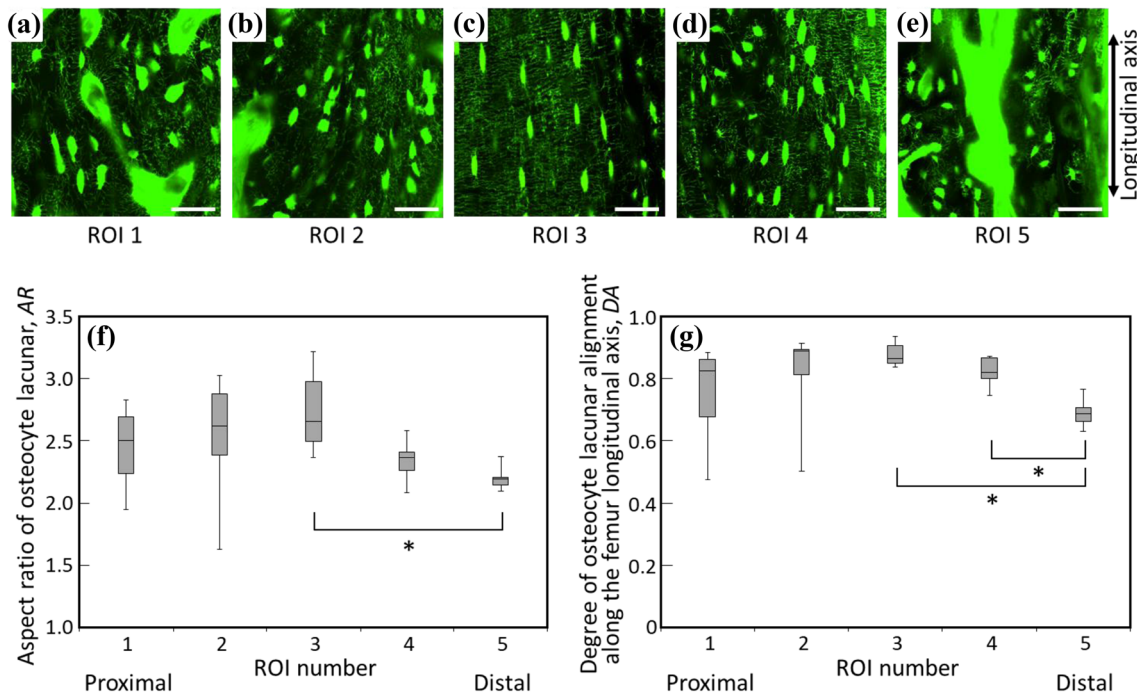 (a)
(b)
(c)
(d)
(e)
Longitudinal axis
ROI 1
ROI 2
ROI 3
ROI 4
ROI 5
(f)
Aspect ratio of osteocyte lacunar, AR
3.5
3.0
2.5
2.0
1.5
1.0
*
1
2
3
4
5
ROI number
Proximal
Distal
(g)
Degree of osteocyte lacunar alignment
along the femur longitudinal axis, DA
1.0
0.8
0.6
0.4
0.2
0
*
*
1
2
3
4
5
ROI number
Proximal
Distal